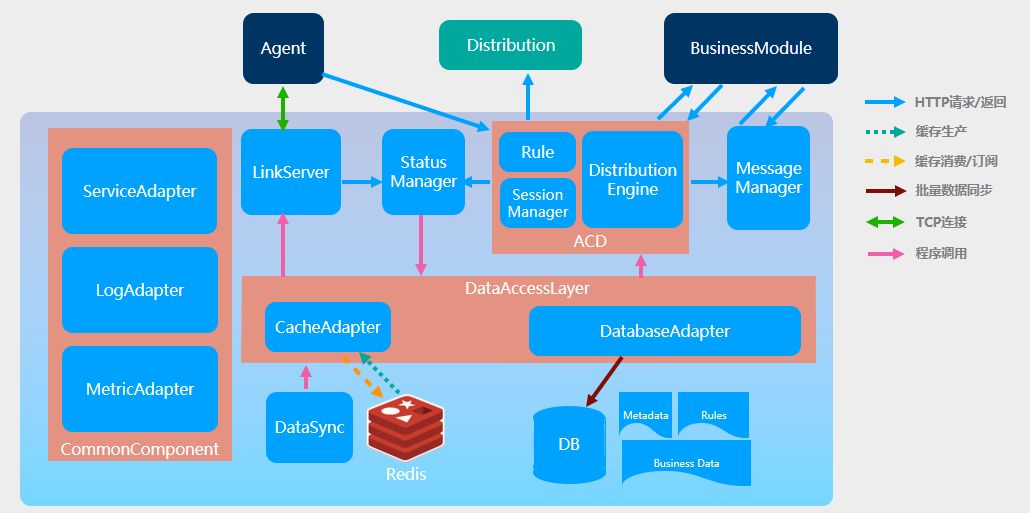 Agent
Distribution
BusinessModule
HTTP请求/返回
缓存生产
缓存消费/订阅
批量数据同步
TCP连接
程序调用
ServiceAdapter
LogAdapter
MetricAdapter
CommonComponent
LinkServer
Status
Manager
Rule
Session
Manager
Distribution
Engine
ACD
Message
Manager
DataAccessLayer
CacheAdapter
DatabaseAdapter
DataSync
Redis
DB
Metadata
Rules
Business Data